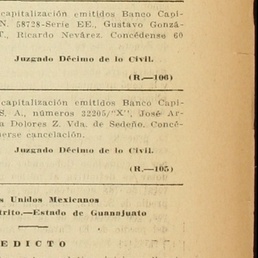 capitalización emitidos Banco Capi-
N. 58728-Serie EE., Gustavo Gonzá-
T., Ricardo Nevárez. Concédense 60
Juzgado Décimo de lo Civil.
(R.—106)
capitalización emitidos Banco Capi-
S. A., números 32205/"X", José Ar-
a Dolores Z. Vda. de Sedeño. Concé-
nerse cancelación.
Juzgado Décimo de lo Civil.
(R.—105)
s Unidos Mexicanos
trito.—Estado de Guanajuato
EDICTO